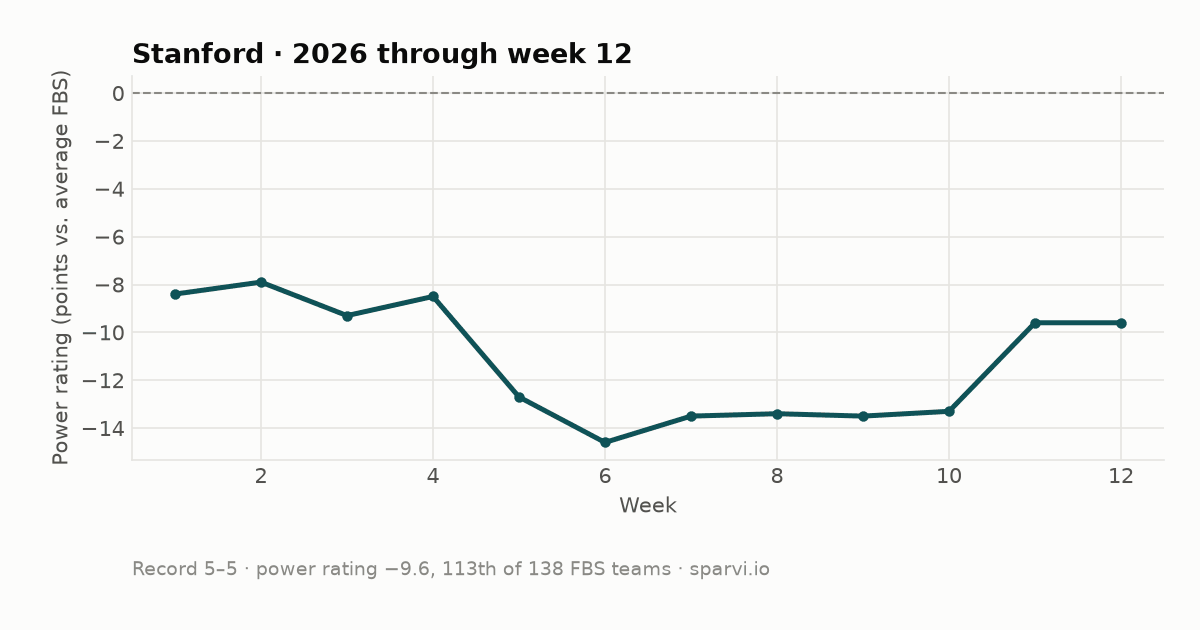 Stanford · 2026 through week 12
Power rating (points vs. average FBS)
0
−2
−4
−6
−8
−10
−12
−14
2 4 6 8 10 12
Week
Record 5–5 · power rating −9.6, 113th of 138 FBS teams · sparvi.io